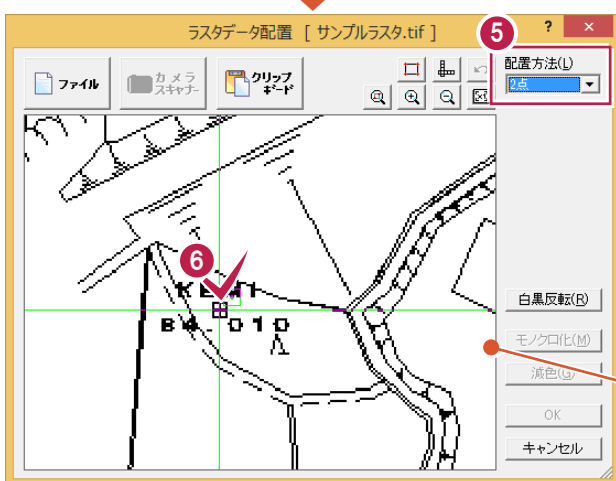 ラスタデータ配置 [ サンプルラスタ.tif ]
? ×
5
配置方法(L)
2点
ファイル
カメラ
スキャナー
クリップ
ボード
6
KEM1
84.010
白黒反転(R)
モノクロ化(M)
減色(G)
OK
キャンセル